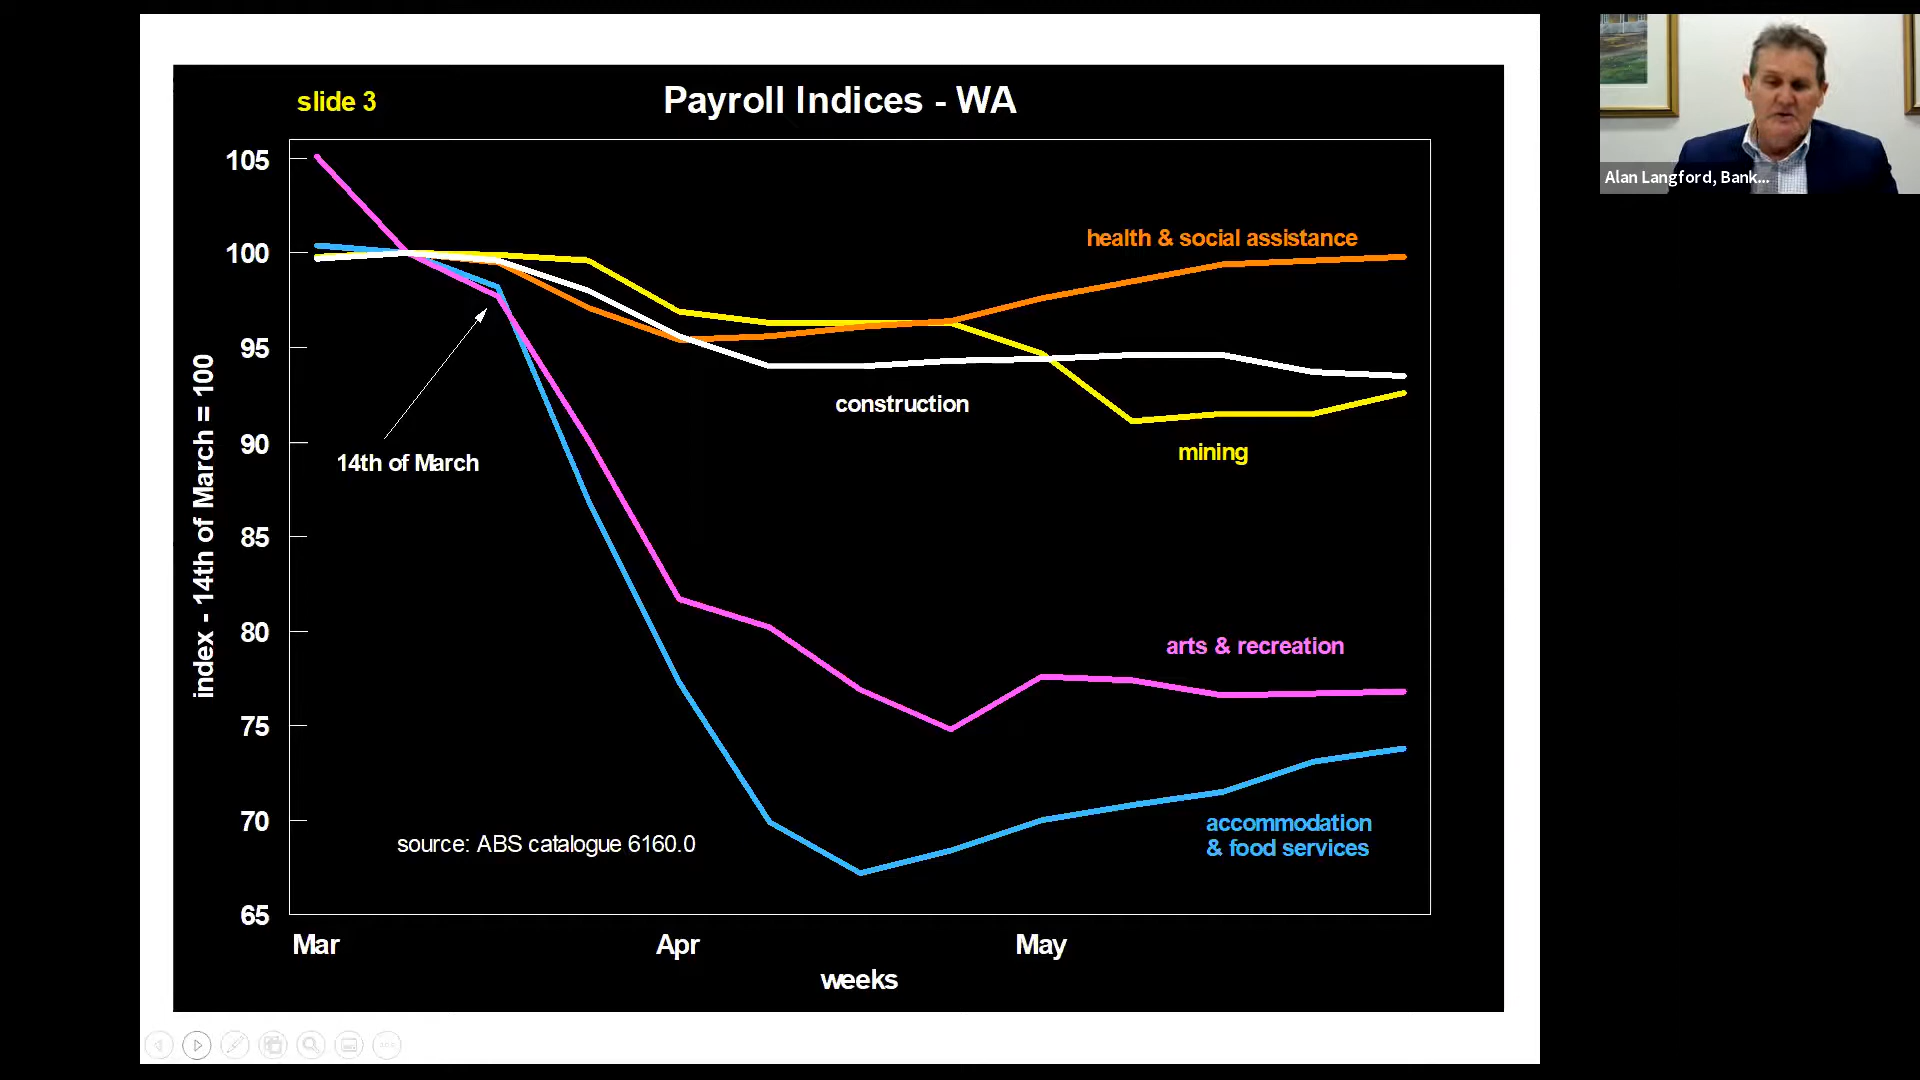 slide 3
Payroll Indices - WA
105
100
95
90
85
80
75
70
65
index - 14th of March = 100
health & social assistance
construction
14th of March
mining
arts & recreation
accommodation
& food services
source: ABS catalogue 6160.0
Mar
Apr
May
weeks
Alan Langford, Bank...